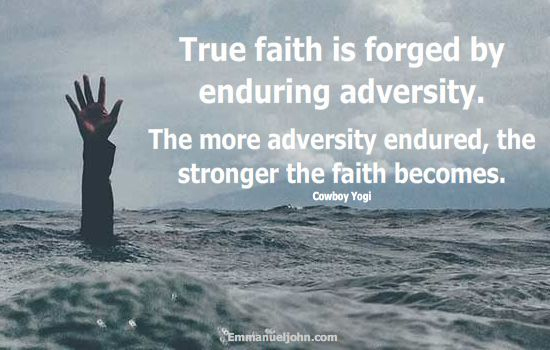 True faith is forged by
enduring adversity.
The more adversity endured, the
stronger the faith becomes.
Cowboy Yogi
Emmanueljohn.com